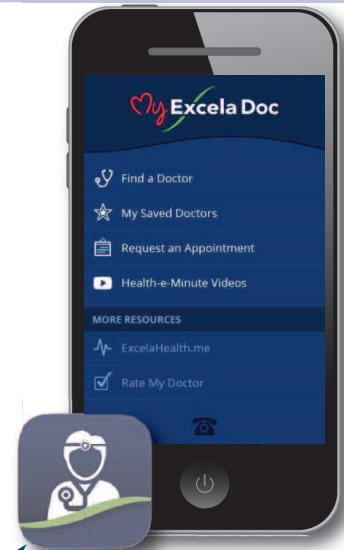 My Excela Doc
Find a Doctor
My Saved Doctors
Request an Appointment
Health-e-Minute Videos
MORE RESOURCES
ExcelaHealth.me
Rate My Doctor